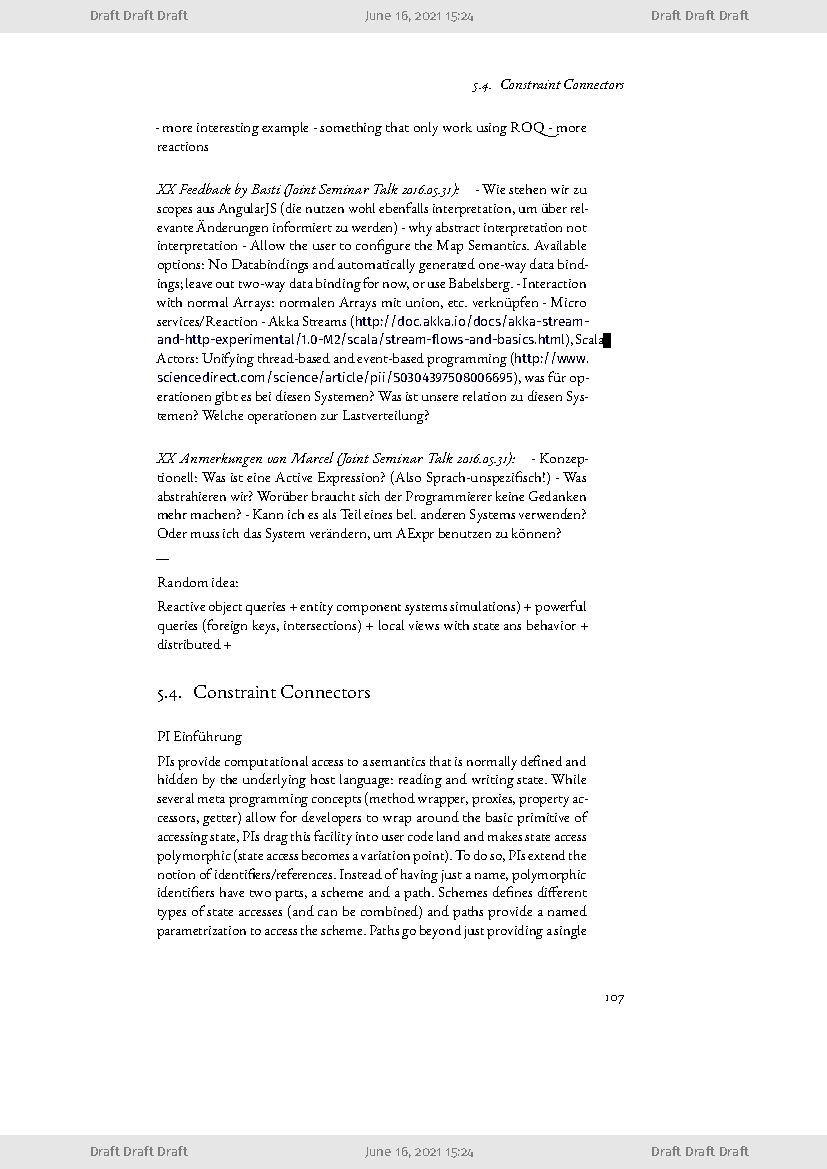 Draft Draft Draft June 16, 2021 15:24 Draft Draft Draft
5.4. Constraint Connectors
- more interesting example - something that only work using ROQ - more
reactions
XX Feedback by Basti (Joint Seminar Talk 2016.05.31): - Wie stehen wir zu
scopes aus AngularJS (die nutzen wohl ebenfalls interpretation, um über rel-
evante Änderungen informiert zu werden) - why abstract interpretation not
interpretation - Allow the user to configure the Map Semantics. Available
options: No Databindings and automatically generated one-way data bind-
ings; leave out two-way data binding for now, or use Babelsberg. - Interaction
with normal Arrays: normalen Arrays mit union, etc. verknüpfen - Micro
services/Reaction - Akka Streams (http://doc.akka.io/docs/akka-stream-
and-http-experimental/1.0-M2/scala/stream-flows-and-basics.html), Scala
Actors: Unifying thread-based and event-based programming (http://www.
sciencedirect.com/science/article/pii/S0304397508006695), was für op-
erationen gibt es bei diesen Systemen? Was ist unsere relation zu diesen Sys-
temen? Welche operationen zur Lastverteilung?
XX Anmerkungen von Marcel (Joint Seminar Talk 2016.05.31): - Konzep-
tionell: Was ist eine Active Expression? (Also Sprach-unspezifisch!) - Was
abstrahieren wir? Worüber braucht sich der Programmierer keine Gedanken
mehr machen? - Kann ich es als Teil eines bel. anderen Systems verwenden?
Oder muss ich das System verändern, um AExpr benutzen zu können?
—
Random idea:
Reactive object queries + entity component systems simulations) + powerful
queries (foreign keys, intersections) + local views with state ans behavior +
distributed +
5.4. Constraint Connectors
PI Einführung
PIs provide computational access to a semantics that is normally defined and
hidden by the underlying host language: reading and writing state. While
several meta programming concepts (method wrapper, proxies, property ac-
cessors, getter) allow for developers to wrap around the basic primitive of
accessing state, PIs drag this facility into user code land and makes state access
polymorphic (state access becomes a variation point). To do so, PIs extend the
notion of identifiers/references. Instead of having just a name, polymorphic
identifiers have two parts, a scheme and a path. Schemes defines different
types of state accesses (and can be combined) and paths provide a named
parametrization to access the scheme. Paths go beyond just providing a single
107
Draft Draft Draft June 16, 2021 15:24 Draft Draft Draft